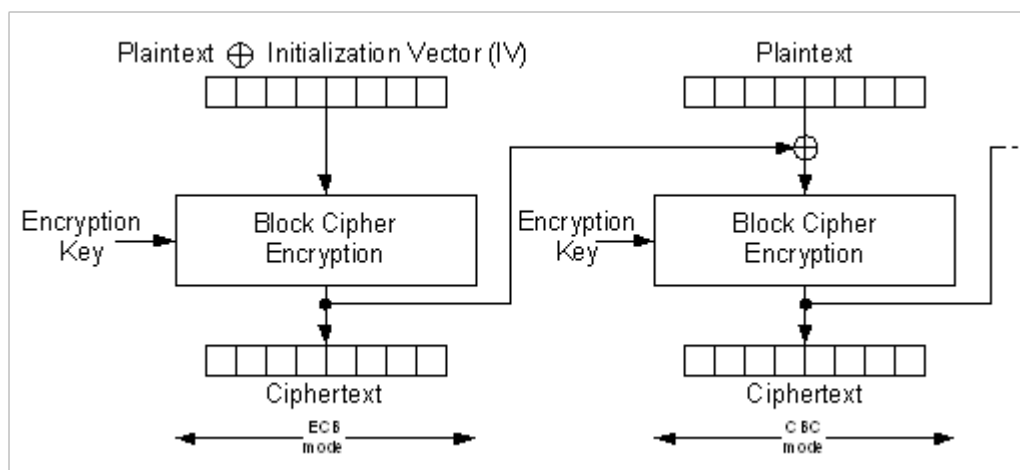 Plaintext ⊕ Initialization Vector (IV)
Plaintext
Encryption
Key
Block Cipher
Encryption
Encryption
Key
Block Cipher
Encryption
Ciphertext
Ciphertext
ECB
mode
CBC
mode